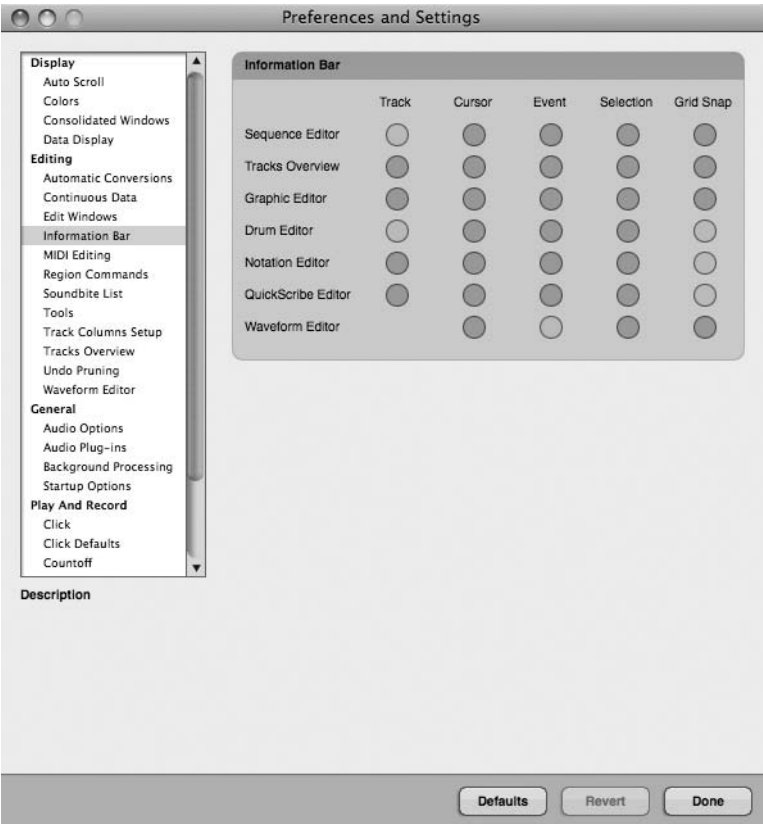 Preferences and Settings
Display
Auto Scroll
Colors
Consolidated Windows
Data Display
Editing
Automatic Conversions
Continuous Data
Edit Windows
Information Bar
MIDI Editing
Region Commands
Soundbite List
Tools
Track Columns Setup
Tracks Overview
Undo Pruning
Waveform Editor
General
Audio Options
Audio Plug-ins
Background Processing
Startup Options
Play And Record
Click
Click Defaults
Countoff
Description
Information Bar
Track Cursor Event Selection Grid Snap
Sequence Editor
Tracks Overview
Graphic Editor
Drum Editor
Notation Editor
QuickScribe Editor
Waveform Editor
Defaults Revert Done